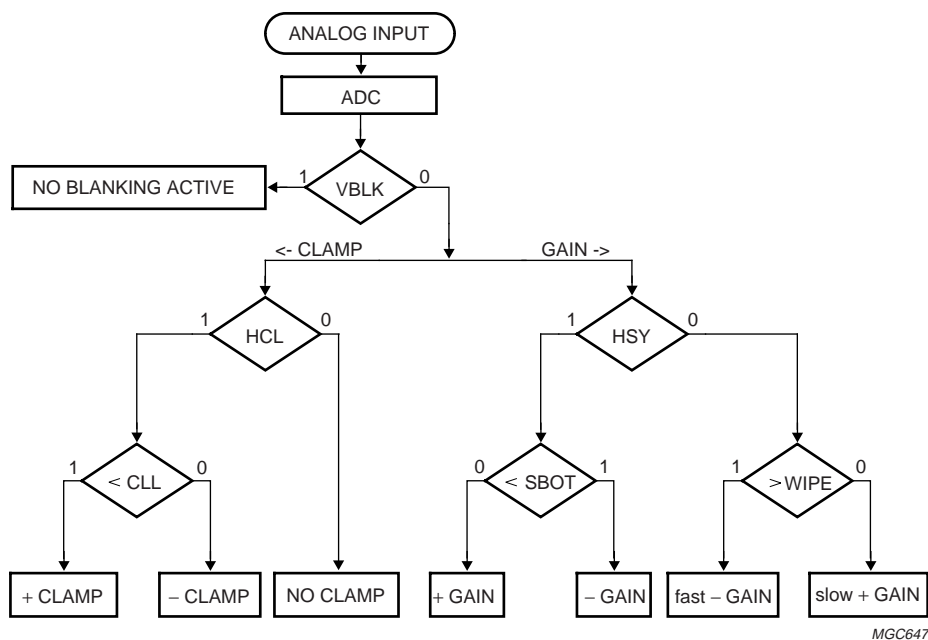 ANALOG INPUT
ADC
NO BLANKING ACTIVE
1
VBLK
0
<- CLAMP
GAIN ->
1
HCL
0
1
HSY
0
1
< CLL
0
0
< SBOT
1
1
> WIPE
0
+ CLAMP
− CLAMP
NO CLAMP
+ GAIN
− GAIN
fast − GAIN
slow + GAIN
MGC647